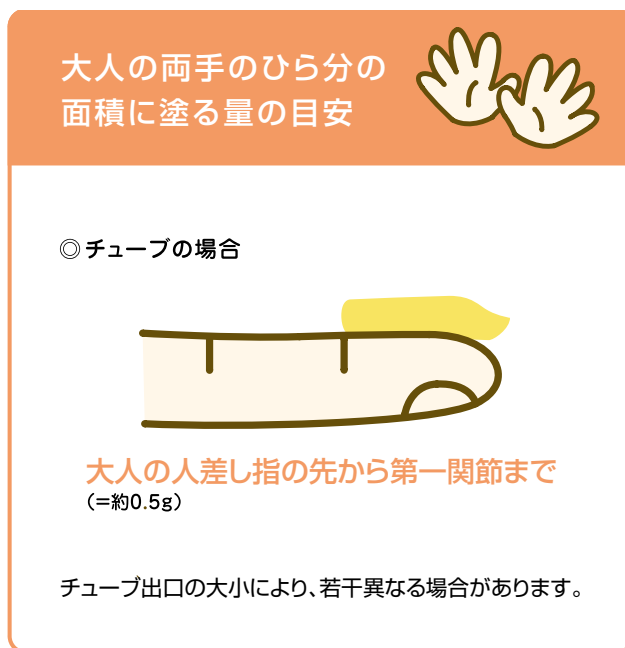 大人の両手のひら分の
面積に塗る量の目安
◎チューブの場合
大人の人差し指の先から第一関節まで
(=約0.5g)
チューブ出口の大小により、若干異なる場合があります。